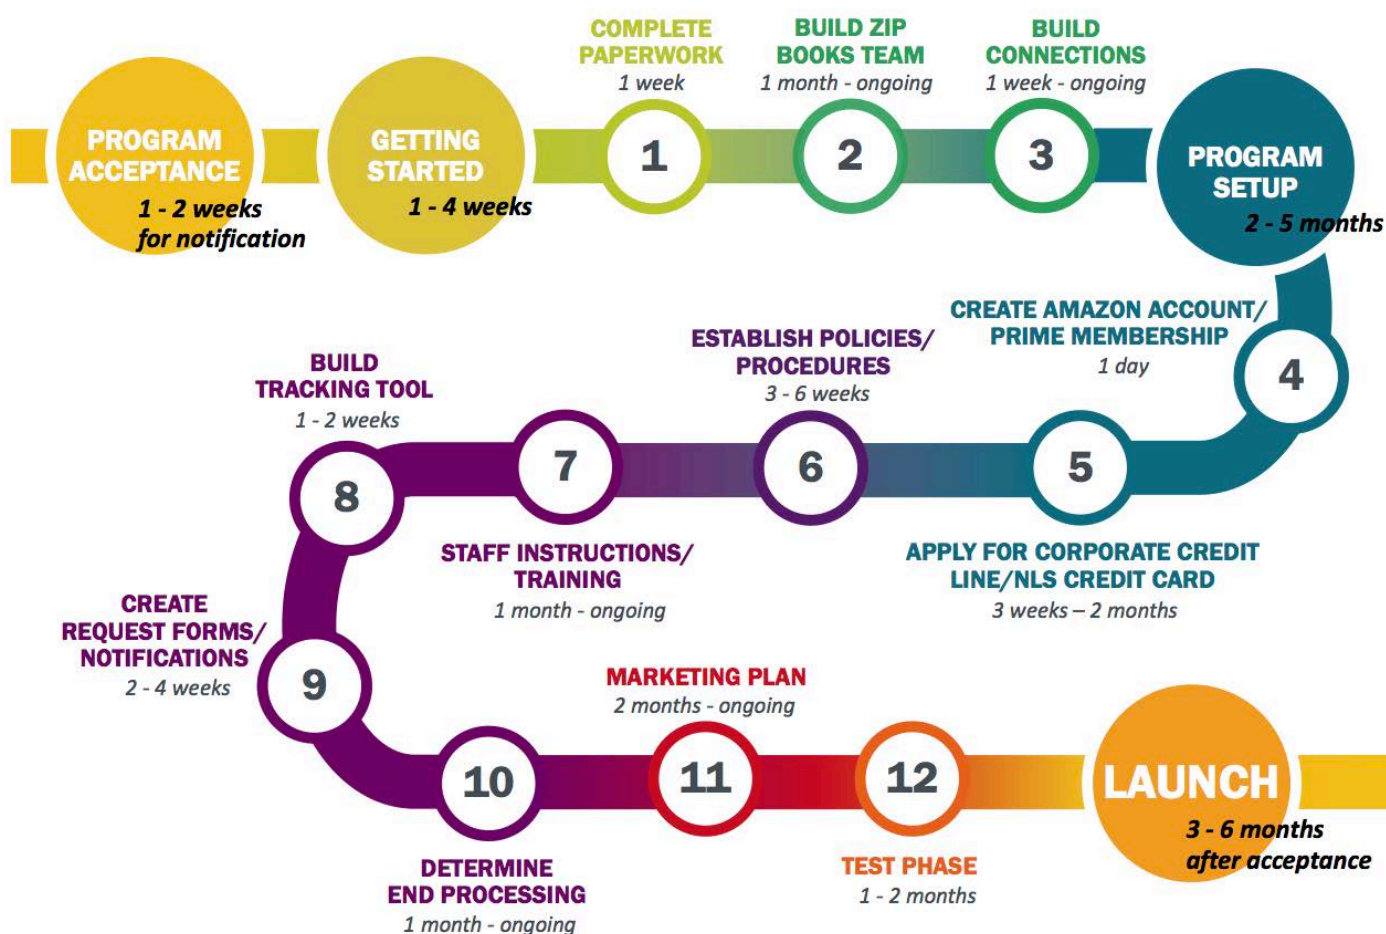 PROGRAM
ACCEPTANCE
1 - 2 weeks
for notification
GETTING
STARTED
1 - 4 weeks
COMPLETE
PAPERWORK
1 week
1
BUILD ZIP
BOOKS TEAM
1 month - ongoing
2
BUILD
CONNECTIONS
1 week - ongoing
3
PROGRAM
SETUP
2 - 5 months
CREATE AMAZON ACCOUNT/
PRIME MEMBERSHIP
1 day
4
5
APPLY FOR CORPORATE CREDIT
LINE/NLS CREDIT CARD
3 weeks – 2 months
ESTABLISH POLICIES/
PROCEDURES
3 - 6 weeks
6
7
STAFF INSTRUCTIONS/
TRAINING
1 month - ongoing
BUILD
TRACKING TOOL
1 - 2 weeks
8
CREATE
REQUEST FORMS/
NOTIFICATIONS
2 - 4 weeks
9
10
DETERMINE
END PROCESSING
1 month - ongoing
MARKETING PLAN
2 months - ongoing
11
12
TEST PHASE
1 - 2 months
LAUNCH
3 - 6 months
after acceptance